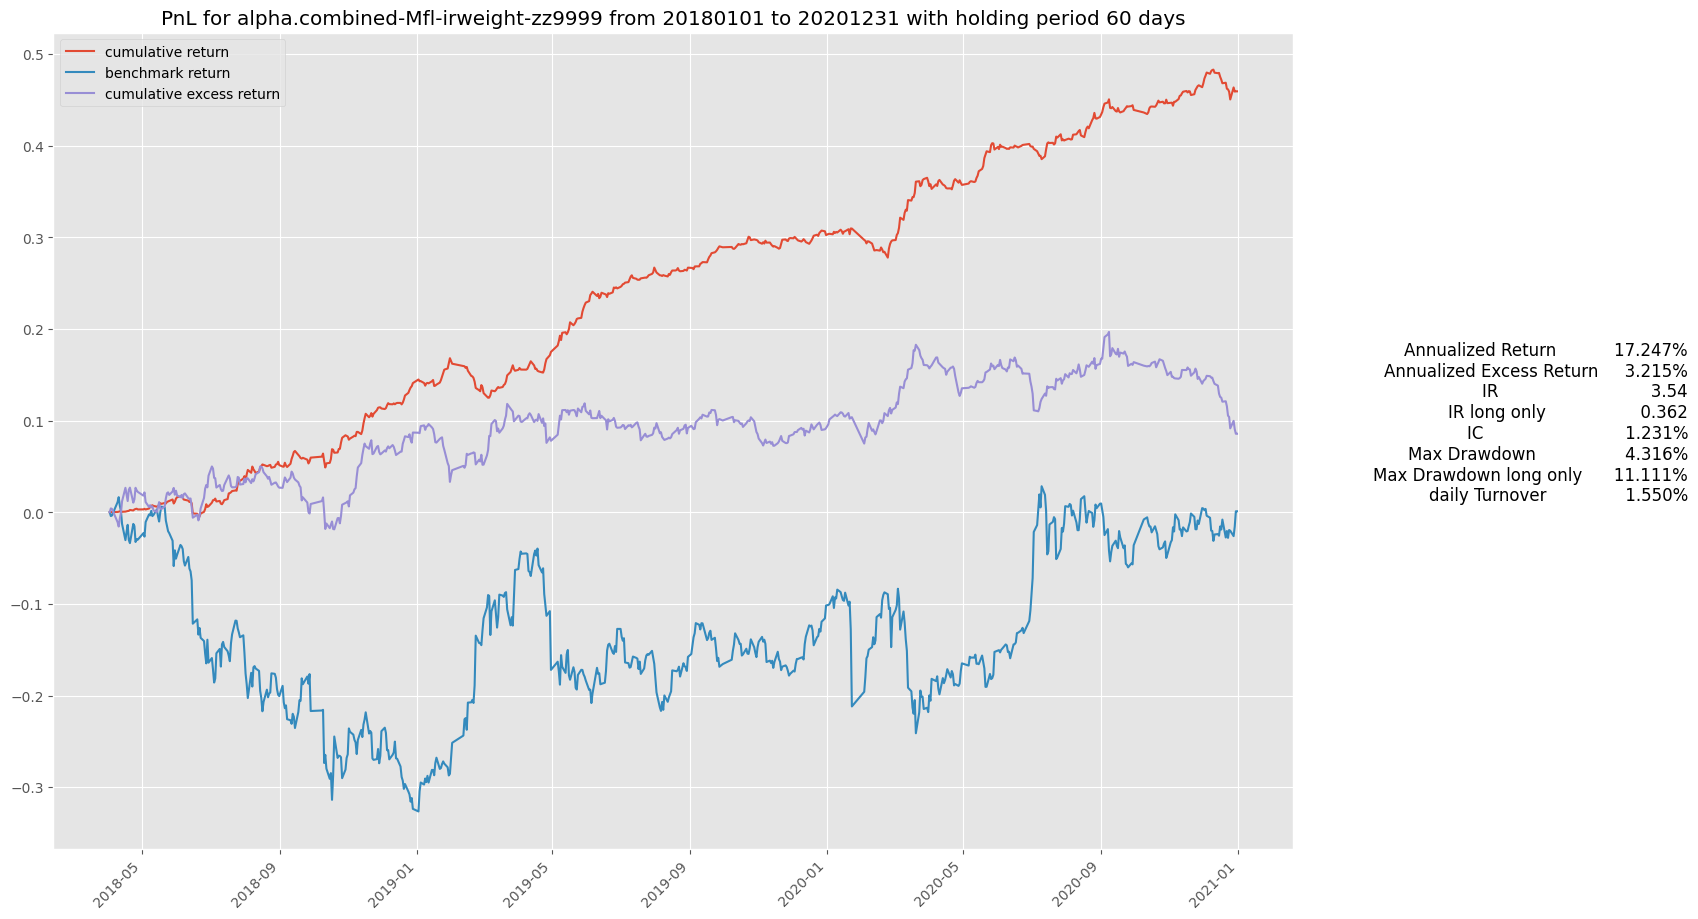 PnL for alpha.combined-Mfl-irweight-zz9999 from 20180101 to 20201231 with holding period 60 days
cumulative return
benchmark return
cumulative excess return
0.5
0.4
0.3
0.2
0.1
0.0
−0.1
−0.2
−0.3
2018-05
2018-09
2019-01
2019-05
2019-09
2020-01
2020-05
2020-09
2021-01
Annualized Return 17.247%
Annualized Excess Return 3.215%
IR 3.54
IR long only 0.362
IC 1.231%
Max Drawdown 4.316%
Max Drawdown long only 11.111%
daily Turnover 1.550%